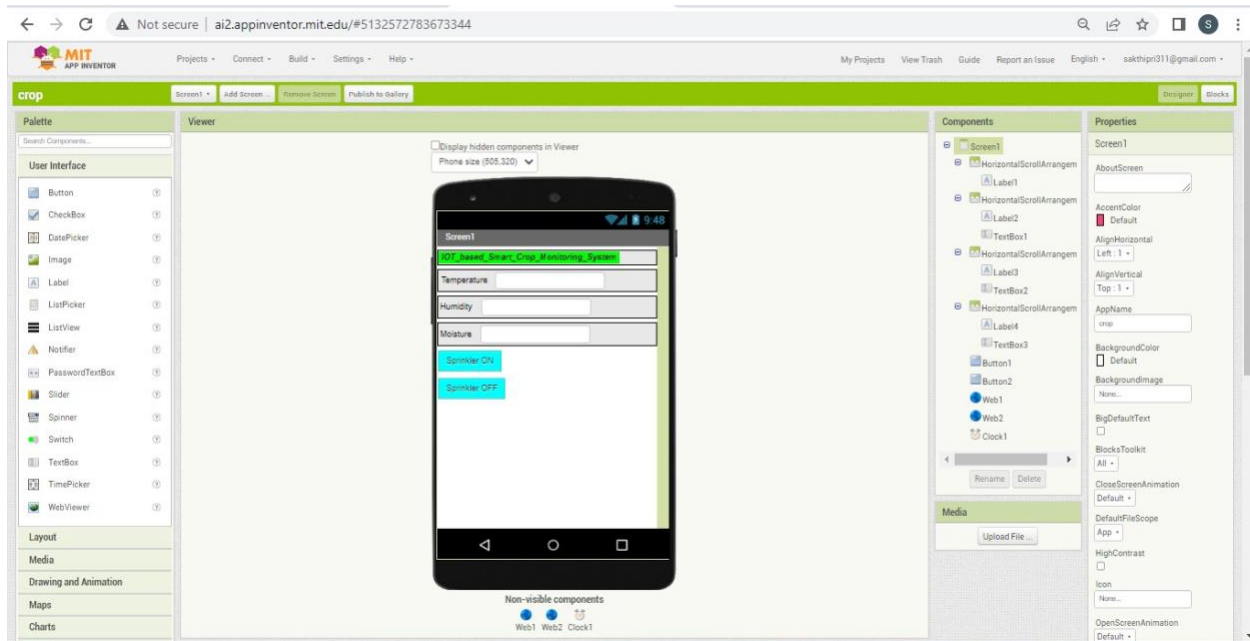 Not secure | ai2.appinventor.mit.edu/#5132572783673344
S
MIT
APP INVENTOR
Projects
Connect
Build
Settings
Help
My Projects
View Trash
Guide
Report an Issue
English
sakthipri311@gmail.com
crop
Screen1
Add Screen ...
Remove Screen
Publish to Gallery
Designer
Blocks
Palette
Search Components...
User Interface
Button
CheckBox
DatePicker
Image
Label
ListPicker
ListView
Notifier
PasswordTextBox
Slider
Spinner
Switch
TextBox
TimePicker
WebViewer
Layout
Media
Drawing and Animation
Maps
Charts
Viewer
Display hidden components in Viewer
Phone size (505,320)
9:48
Screen1
IOT_based_Smart_Crop_Monitoring_System
Temperature
Humidity
Moisture
Sprinkler ON
Sprinkler OFF
Non-visible components
Web1 Web2 Clock1
Components
Screen1
HorizontalScrollArrangem
Label1
HorizontalScrollArrangem
Label2
TextBox1
HorizontalScrollArrangem
Label3
TextBox2
HorizontalScrollArrangem
Label4
TextBox3
Button1
Button2
Web1
Web2
Clock1
Rename
Delete
Media
Upload File ...
Properties
Screen1
AboutScreen
AccentColor
Default
AlignHorizontal
Left : 1
AlignVertical
Top : 1
AppName
crop
BackgroundColor
Default
BackgroundImage
None...
BigDefaultText
BlocksToolkit
All
CloseScreenAnimation
Default
DefaultFileScope
App
HighContrast
Icon
None...
OpenScreenAnimation
Default